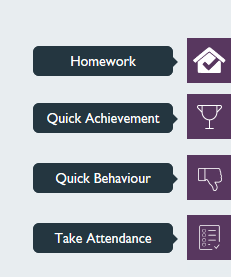 Homework
Quick Achievement
Quick Behaviour
Take Attendance